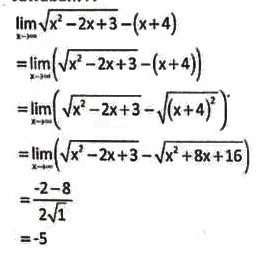 lim x→∞ √(x² − 2x + 3) − (x + 4)
= lim x→∞ (√(x² − 2x + 3) − (x + 4))
= lim x→∞ (√(x² − 2x + 3) − √((x + 4)²))
= lim x→∞ (√(x² − 2x + 3) − √(x² + 8x + 16))
= (-2 − 8) / (2√1)
= -5